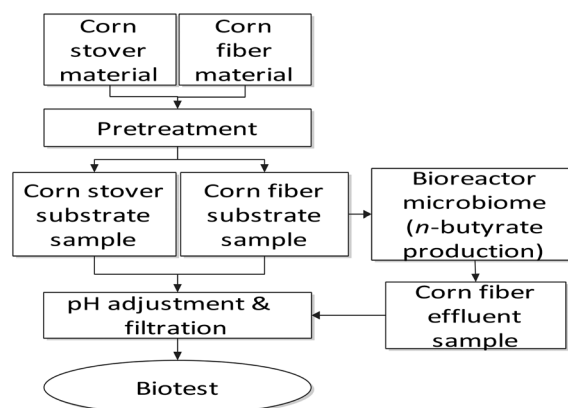 Corn
stover
material
Corn
fiber
material
Pretreatment
Corn stover
substrate
sample
Corn fiber
substrate
sample
Bioreactor
microbiome
(n-butyrate
production)
pH adjustment &
filtration
Corn fiber
effluent
sample
Biotest